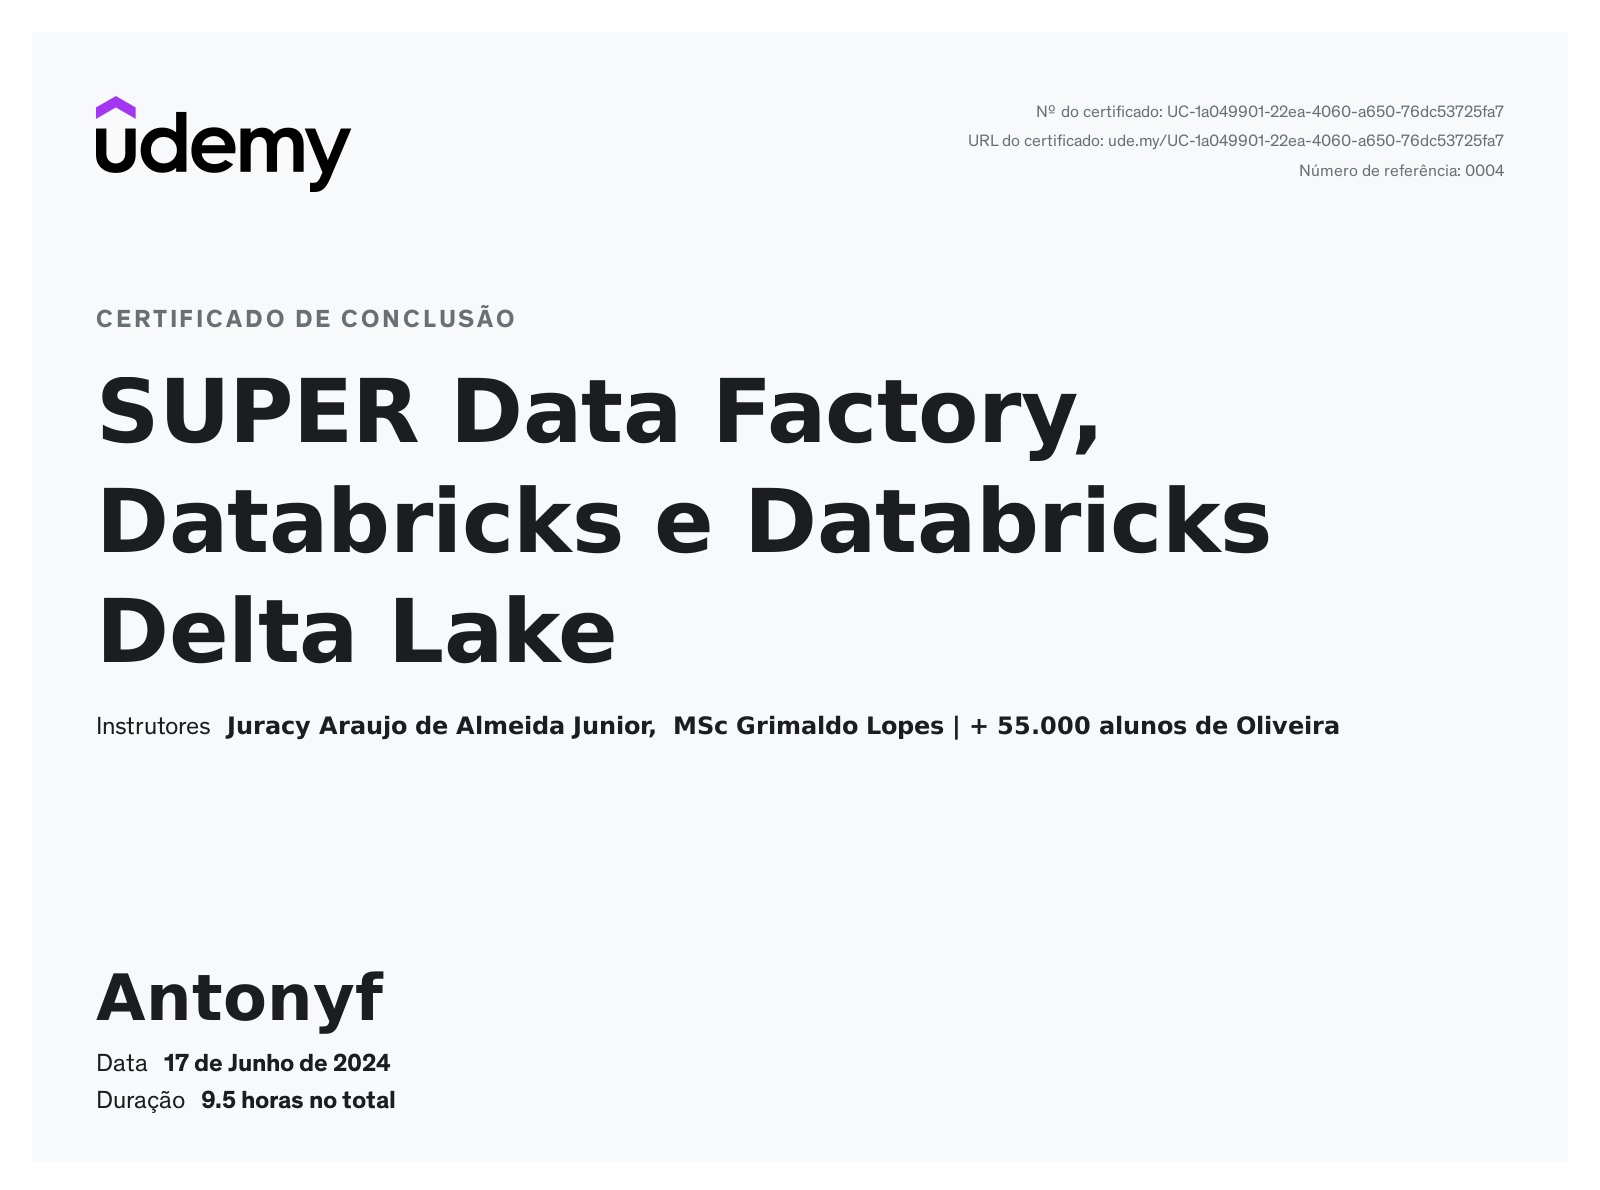 udemy
Nº do certificado: UC-1a049901-22ea-4060-a650-76dc53725fa7
URL do certificado: ude.my/UC-1a049901-22ea-4060-a650-76dc53725fa7
Número de referência: 0004
CERTIFICADO DE CONCLUSÃO
SUPER Data Factory,
Databricks e Databricks
Delta Lake
Instrutores Juracy Araujo de Almeida Junior, MSc Grimaldo Lopes | + 55.000 alunos de Oliveira
Antonyf
Data 17 de Junho de 2024
Duração 9.5 horas no total